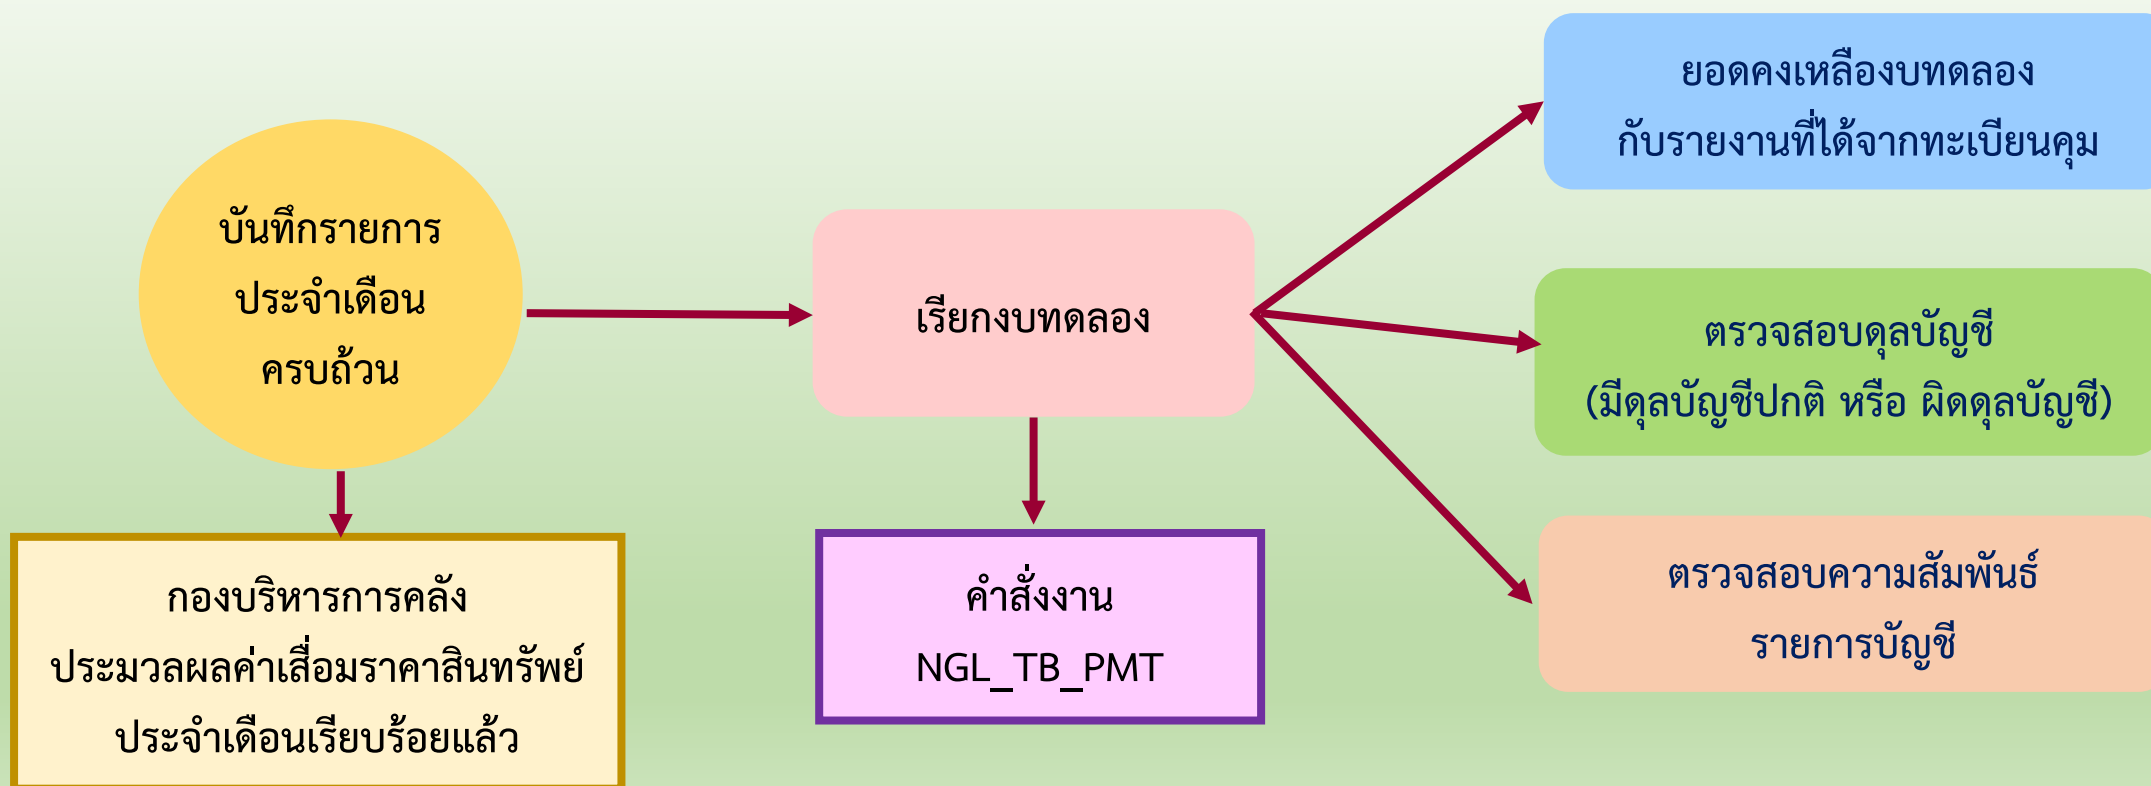 บันทึกรายการ
ประจำเดือน
ครบถ้วน
กองบริหารการคลัง
ประมวลผลค่าเสื่อมราคาสินทรัพย์
ประจำเดือนเรียบร้อยแล้ว
เรียกงบทดลอง
คำสั่งงาน
NGL_TB_PMT
ยอดคงเหลืองบทดลอง
กับรายงานที่ได้จากทะเบียนคุม
ตรวจสอบดุลบัญชี
(มีดุลบัญชีปกติ หรือ ผิดดุลบัญชี)
ตรวจสอบความสัมพันธ์
รายการบัญชี